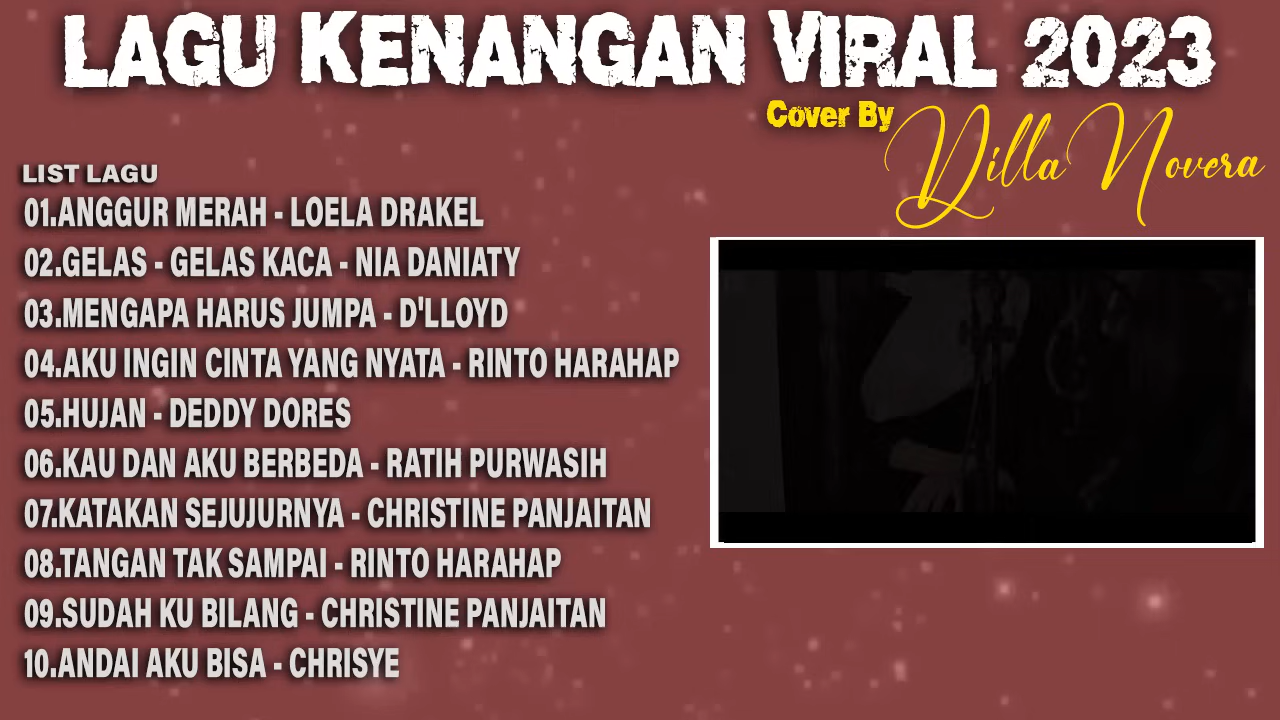 LAGU KENANGAN VIRAL 2023
Cover By Dilla Novera
LIST LAGU
01.ANGGUR MERAH - LOELA DRAKEL
02.GELAS - GELAS KACA - NIA DANIATY
03.MENGAPA HARUS JUMPA - D'LLOYD
04.AKU INGIN CINTA YANG NYATA - RINTO HARAHAP
05.HUJAN - DEDDY DORES
06.KAU DAN AKU BERBEDA - RATIH PURWASIH
07.KATAKAN SEJUJURNYA - CHRISTINE PANJAITAN
08.TANGAN TAK SAMPAI - RINTO HARAHAP
09.SUDAH KU BILANG - CHRISTINE PANJAITAN
10.ANDAI AKU BISA - CHRISYE